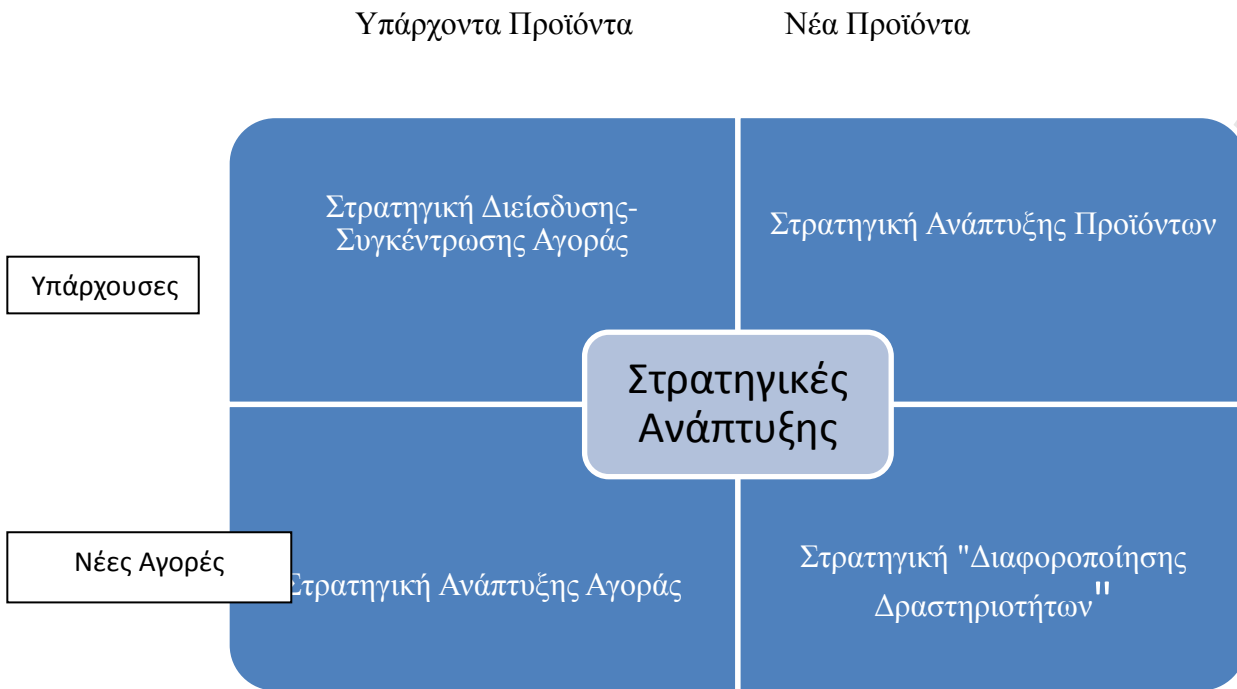 Υπάρχοντα Προϊόντα
Νέα Προϊόντα
Στρατηγική Διείσδυσης-
Συγκέντρωσης Αγοράς
Στρατηγική Ανάπτυξης Προϊόντων
Υπάρχουσες
Στρατηγικές
Ανάπτυξης
Νέες Αγορές
Στρατηγική Ανάπτυξης Αγοράς
Στρατηγική "Διαφοροποίησης
Δραστηριοτήτων"